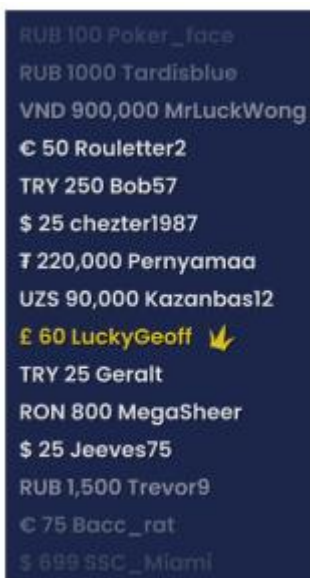 RUB 100 Poker_face
RUB 1000 Tardisblue
VND 900,000 MrLuckWong
€ 50 Rouletter2
TRY 250 Bob57
$ 25 chezter1987
₮ 220,000 Pernyamaa
UZS 90,000 Kazanbas12
£ 60 LuckyGeoff
TRY 25 Geralt
RON 800 MegaSheer
$ 25 Jeeves75
RUB 1,500 Trevor9
€ 75 Bacc_rat
$ 699 SSC_Miami